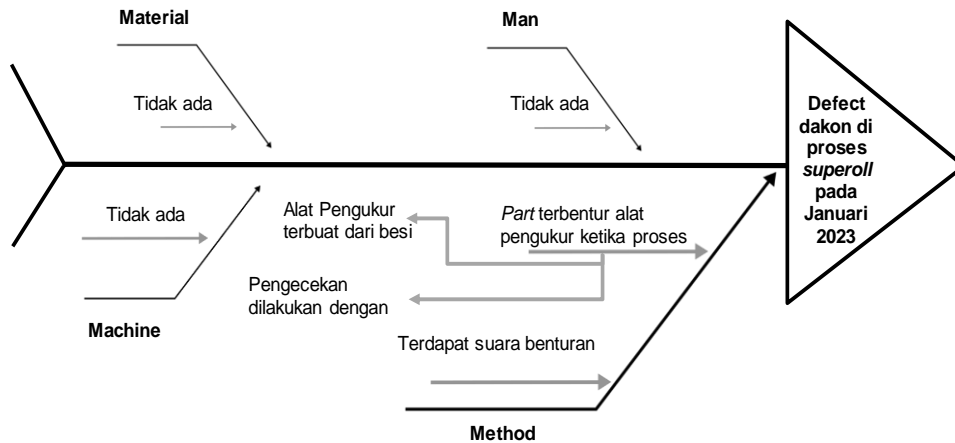 Material
Man
Tidak ada
Tidak ada
Defect
dakon di
proses
superoll
pada
Januari
2023
Tidak ada
Alat Pengukur
terbuat dari besi
Part terbentur alat
pengukur ketika proses
Pengecekan
dilakukan dengan
Machine
Terdapat suara benturan
Method